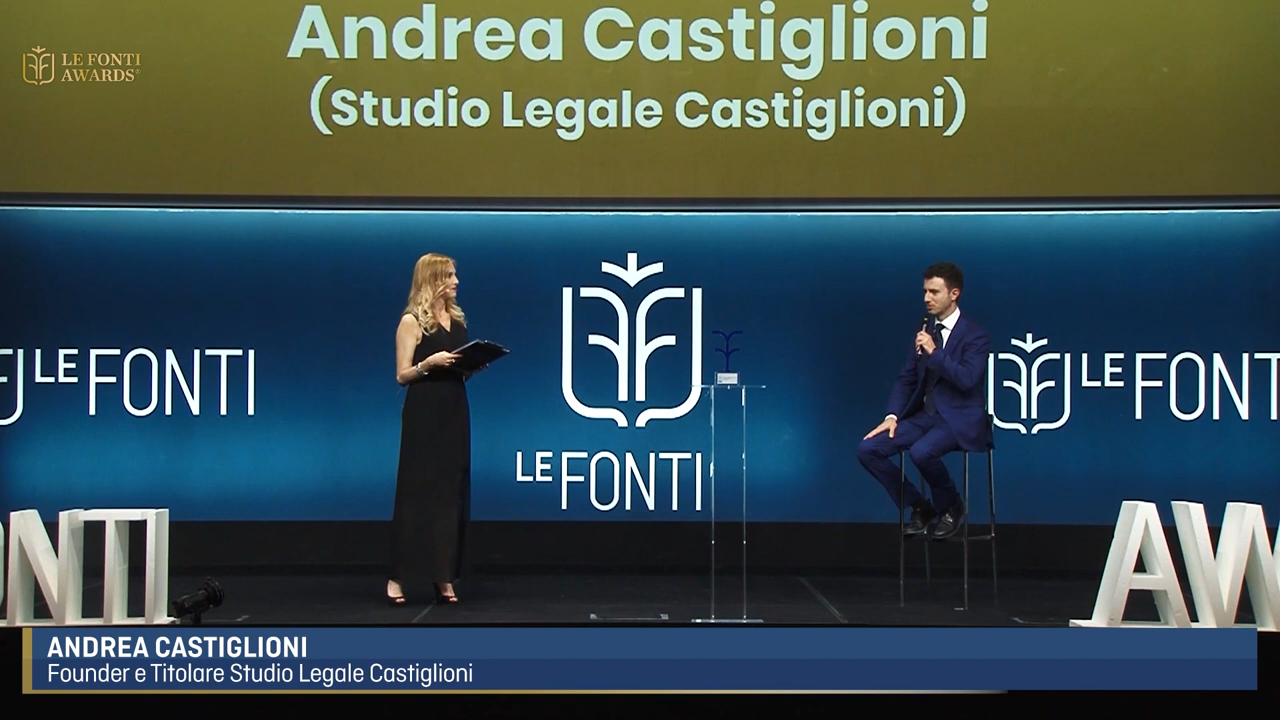 Andrea Castiglioni
LE FONTI
AWARDS®
(Studio Legale Castiglioni)
LE FONTI
LE FONTI
LE FONT
ONTI
AW
ANDREA CASTIGLIONI
Founder e Titolare Studio Legale Castiglioni